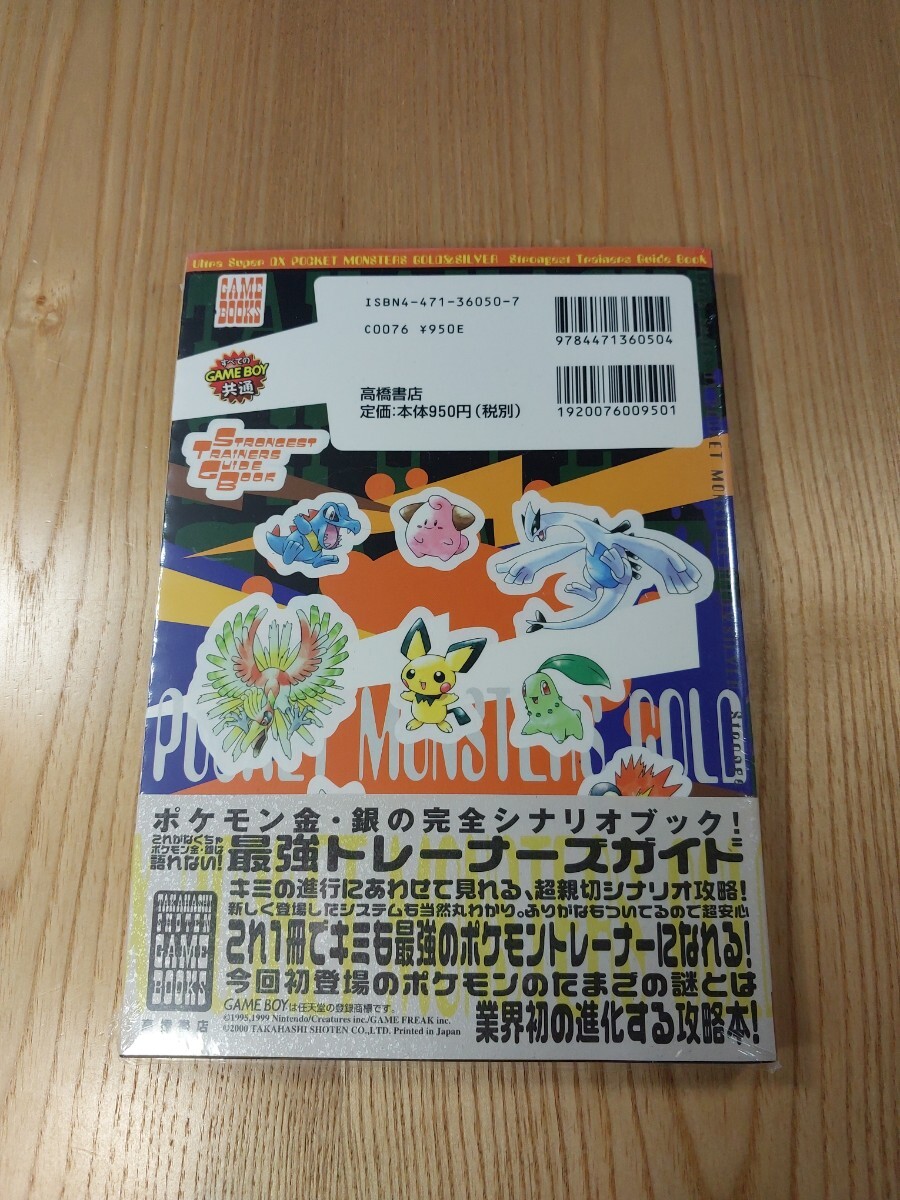 Ultra Super DX POCKET MONSTERS GOLD&SILVER Strongest Trainers Guide Book
GAME
BOOKS
ISBN4-471-36050-7
C0076 ¥950E
9784471360504
すべての
GAME BOY
共通
高橋書店
定価:本体950円(税別)
1920076009501
STRONGEST
TRAINERS
GUIDE
BOOK
POCKET MONSTERS GOLD
ポケモン金・銀の完全シナリオブック!
これがなくちゃ
ポケモン金・銀は
語れない!
最強トレーナーズガイド
キミの進行にあわせて見れる、超親切シナリオ攻略!
新しく登場したシステムも当然丸わかり。ふりがなもついてるので超安心
これ1冊でキミも最強のポケモントレーナーになれる!
今回初登場のポケモンのたまごの謎とは
業界初の進化する攻略本!
TAKAHASHI
SHOTEN
GAME
BOOKS
高橋書店
GAME BOYは任天堂の登録商標です。
©1995,1999 Nintendo/Creatures inc./GAME FREAK inc.
©2000 TAKAHASHI SHOTEN CO.,LTD. Printed in Japan